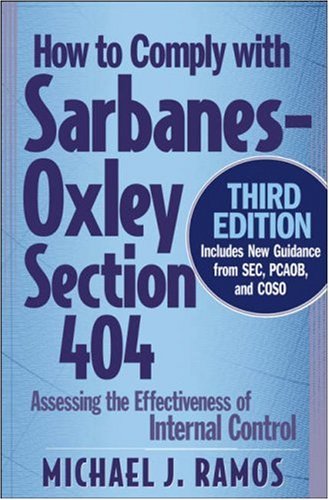 How to Comply with
Sarbanes–
Oxley
Section
404
THIRD
EDITION
Includes New Guidance
from SEC, PCAOB,
and COSO
Assessing the Effectiveness of
Internal Control
MICHAEL J. RAMOS